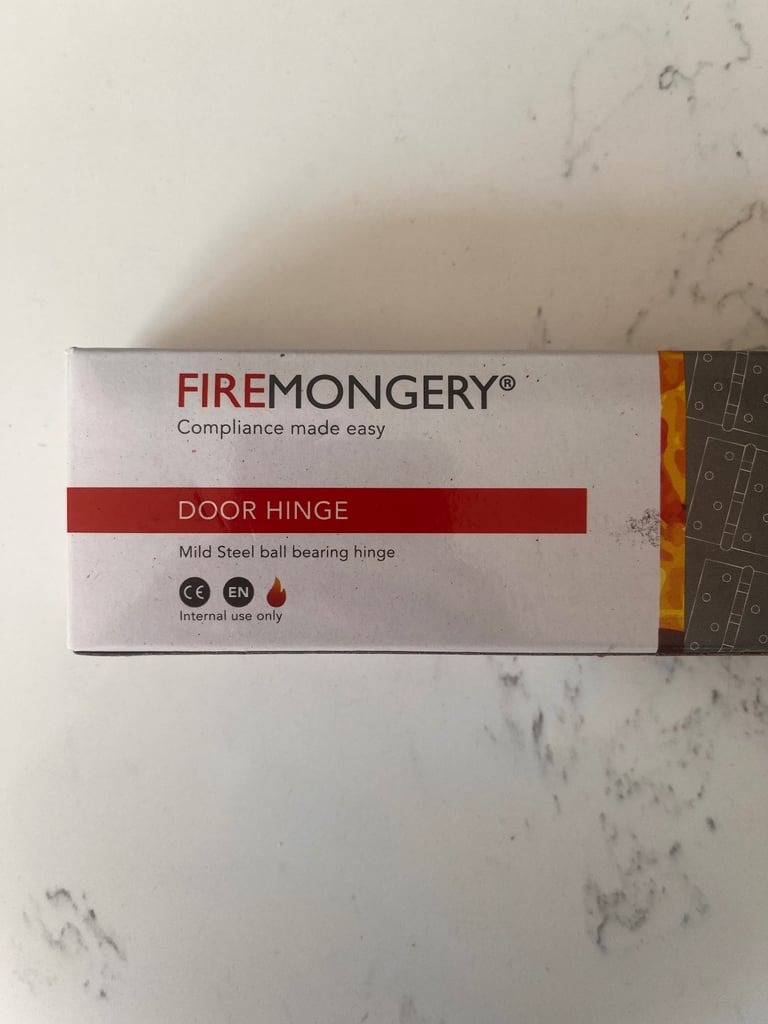 FIREMONGERY®
Compliance made easy
DOOR HINGE
Mild Steel ball bearing hinge
CE EN
Internal use only